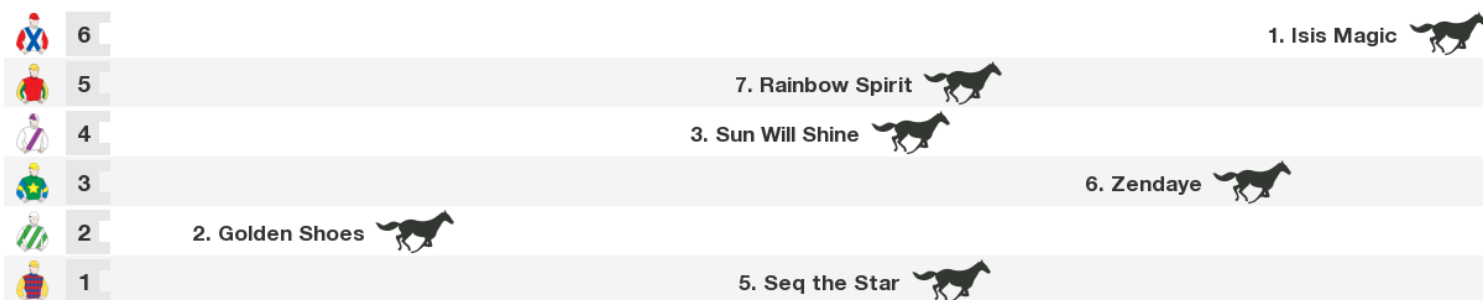 6 1. Isis Magic
5 7. Rainbow Spirit
4 3. Sun Will Shine
3 6. Zendaye
2 2. Golden Shoes
1 5. Seq the Star